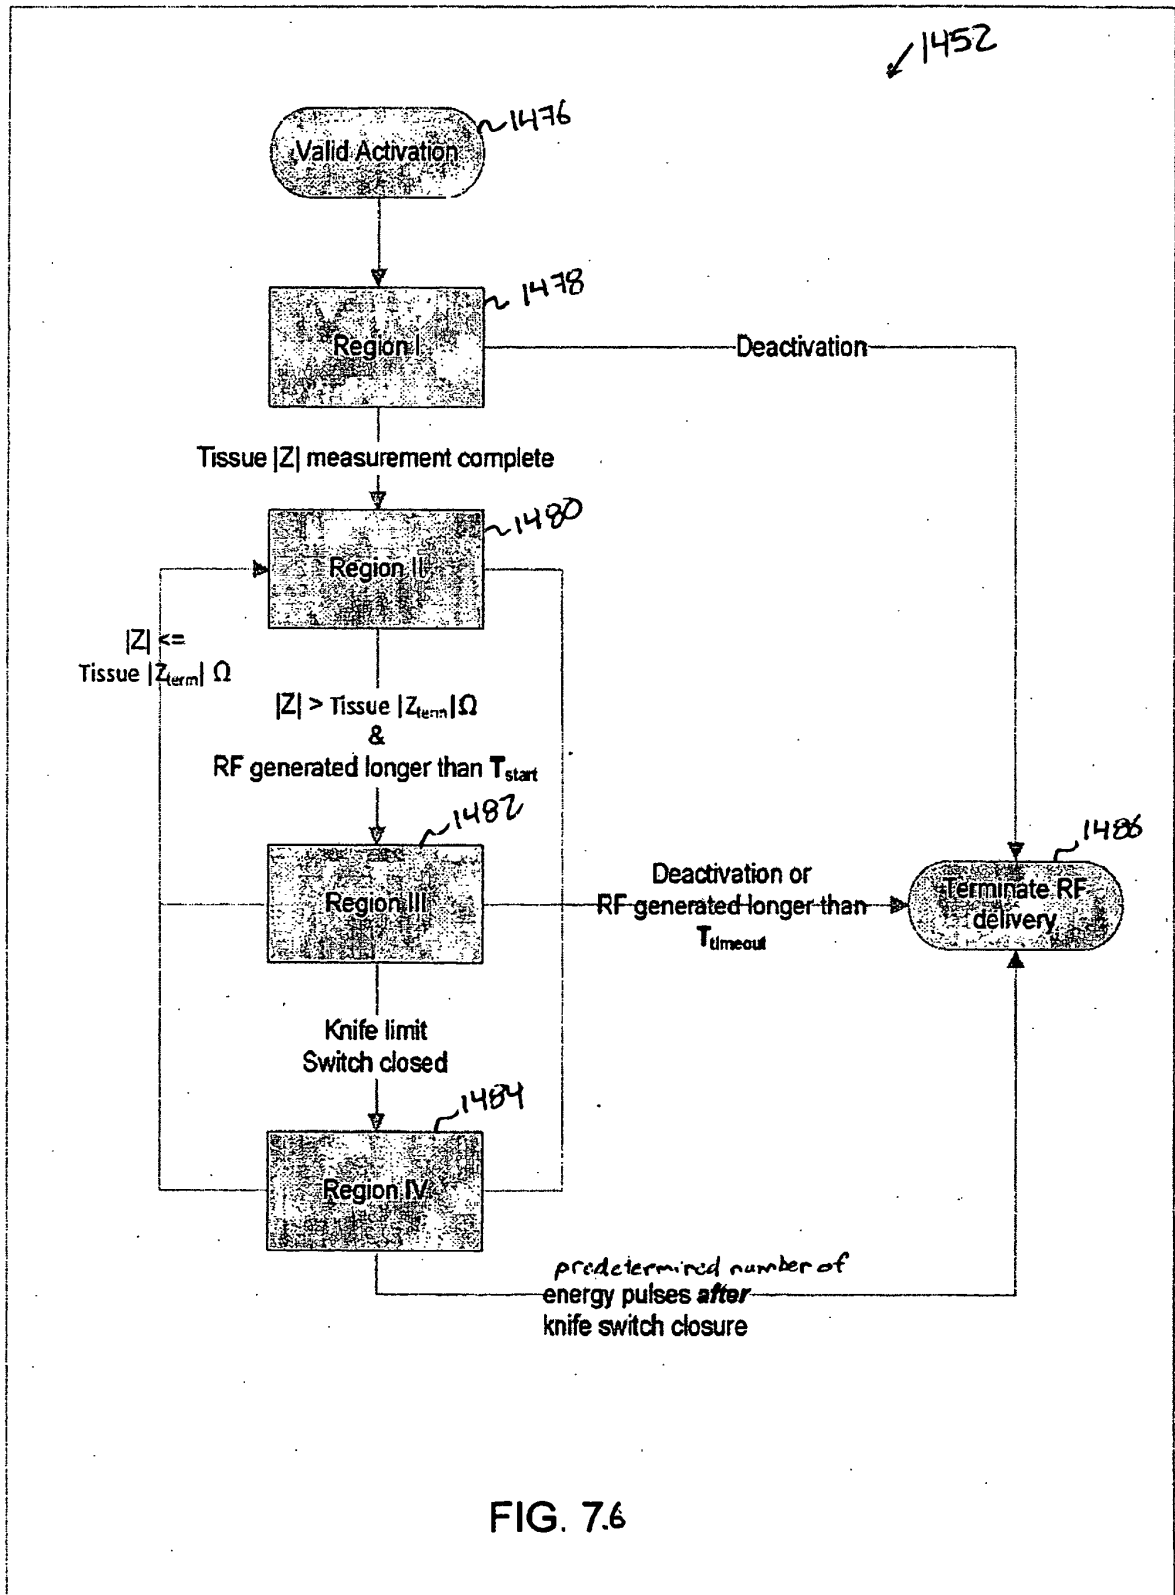 1452
1476
Valid Activation
1478
Region I
Deactivation
Tissue |Z| measurement complete
1480
Region II
|Z| <=
Tissue |Zterm| Ω
|Z| > Tissue |Zterm| Ω
&
RF generated longer than Tstart
1482
Region III
Deactivation or
RF generated longer than
Ttimeout
1486
Terminate RF
delivery
Knife limit
Switch closed
1484
Region IV
predetermined number of
energy pulses after
knife switch closure
FIG. 7.6